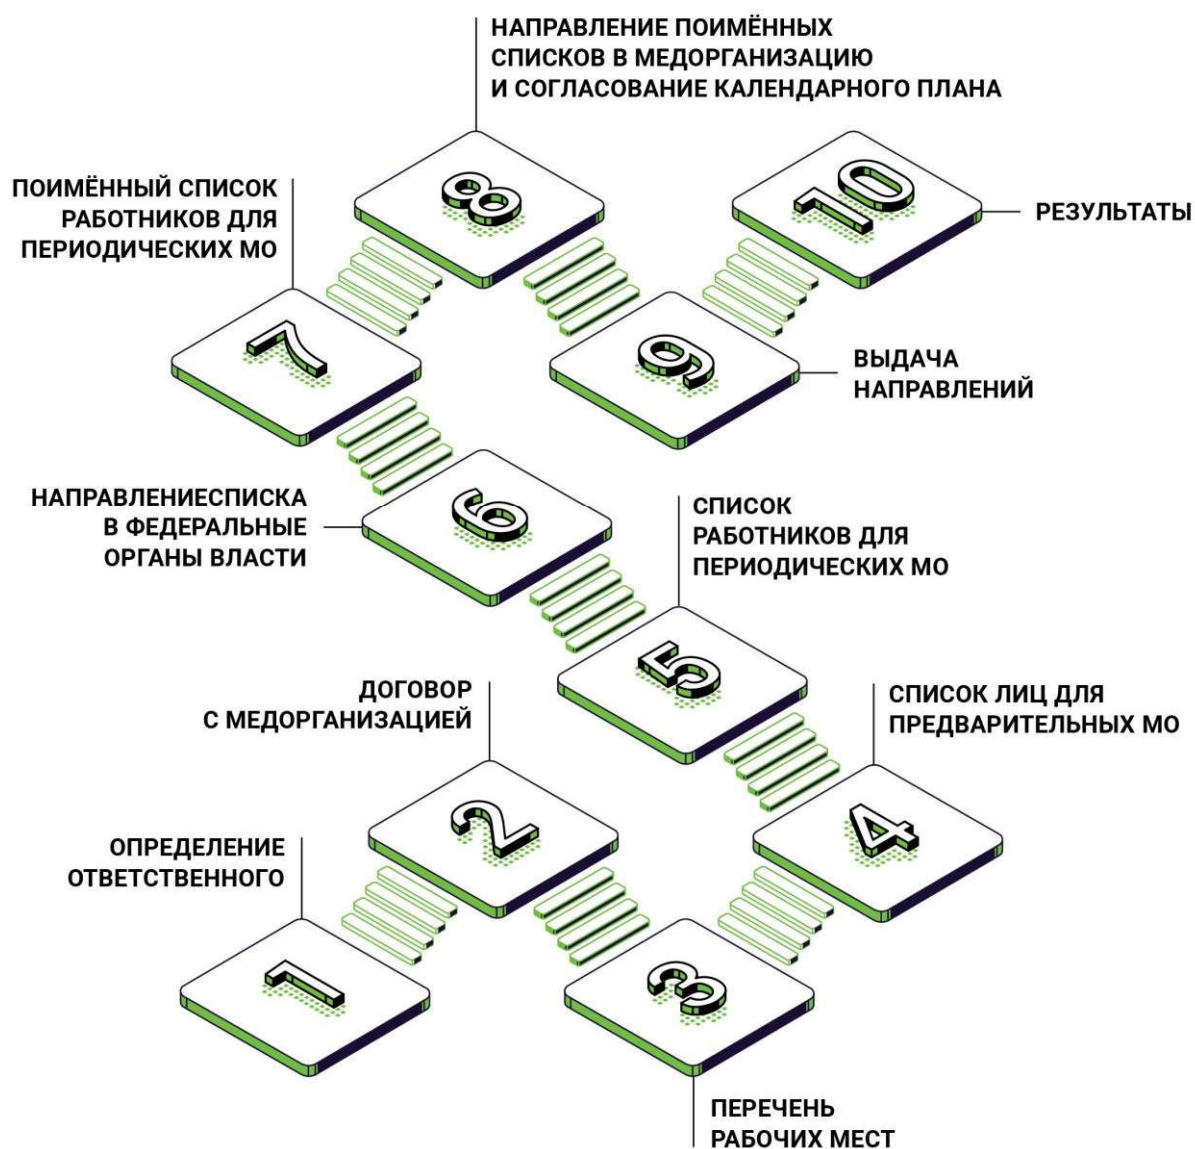 НАПРАВЛЕНИЕ ПОИМЁННЫХ
СПИСКОВ В МЕДОРГАНИЗАЦИЮ
И СОГЛАСОВАНИЕ КАЛЕНДАРНОГО ПЛАНА
8
10
РЕЗУЛЬТАТЫ
ПОИМЁННЫЙ СПИСОК
РАБОТНИКОВ ДЛЯ
ПЕРИОДИЧЕСКИХ МО
7
9
ВЫДАЧА
НАПРАВЛЕНИЙ
НАПРАВЛЕНИЕСПИСКА
В ФЕДЕРАЛЬНЫЕ
ОРГАНЫ ВЛАСТИ
6
СПИСОК
РАБОТНИКОВ ДЛЯ
ПЕРИОДИЧЕСКИХ МО
5
ДОГОВОР
С МЕДОРГАНИЗАЦИЕЙ
2
СПИСОК ЛИЦ ДЛЯ
ПРЕДВАРИТЕЛЬНЫХ МО
4
ОПРЕДЕЛЕНИЕ
ОТВЕТСТВЕННОГО
1
3
ПЕРЕЧЕНЬ
РАБОЧИХ МЕСТ